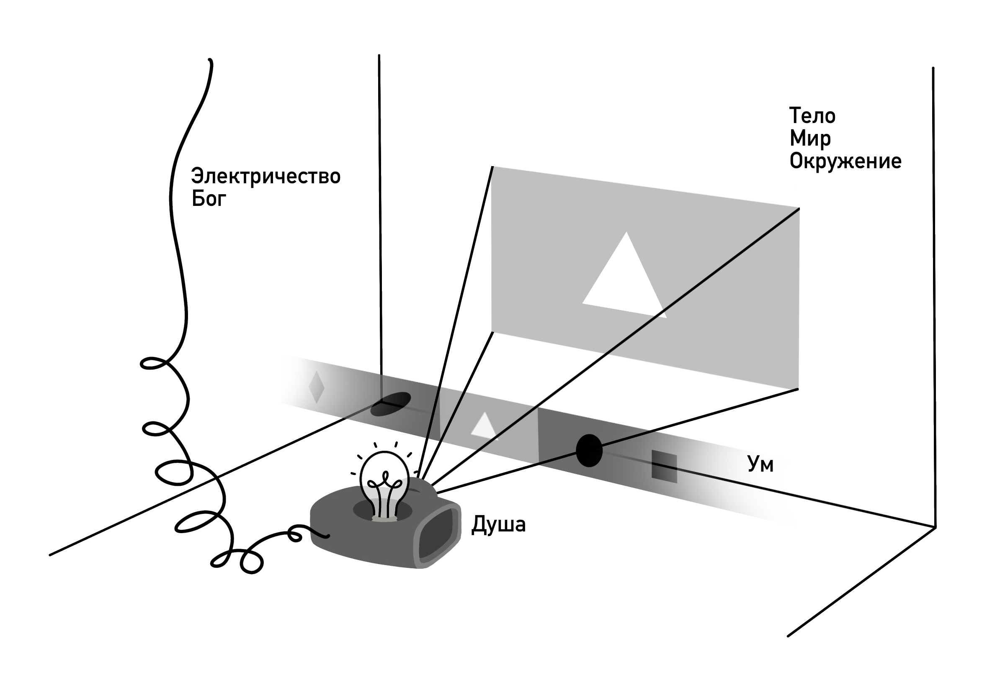 Электричество
Бог
Тело
Мир
Окружение
Ум
Душа